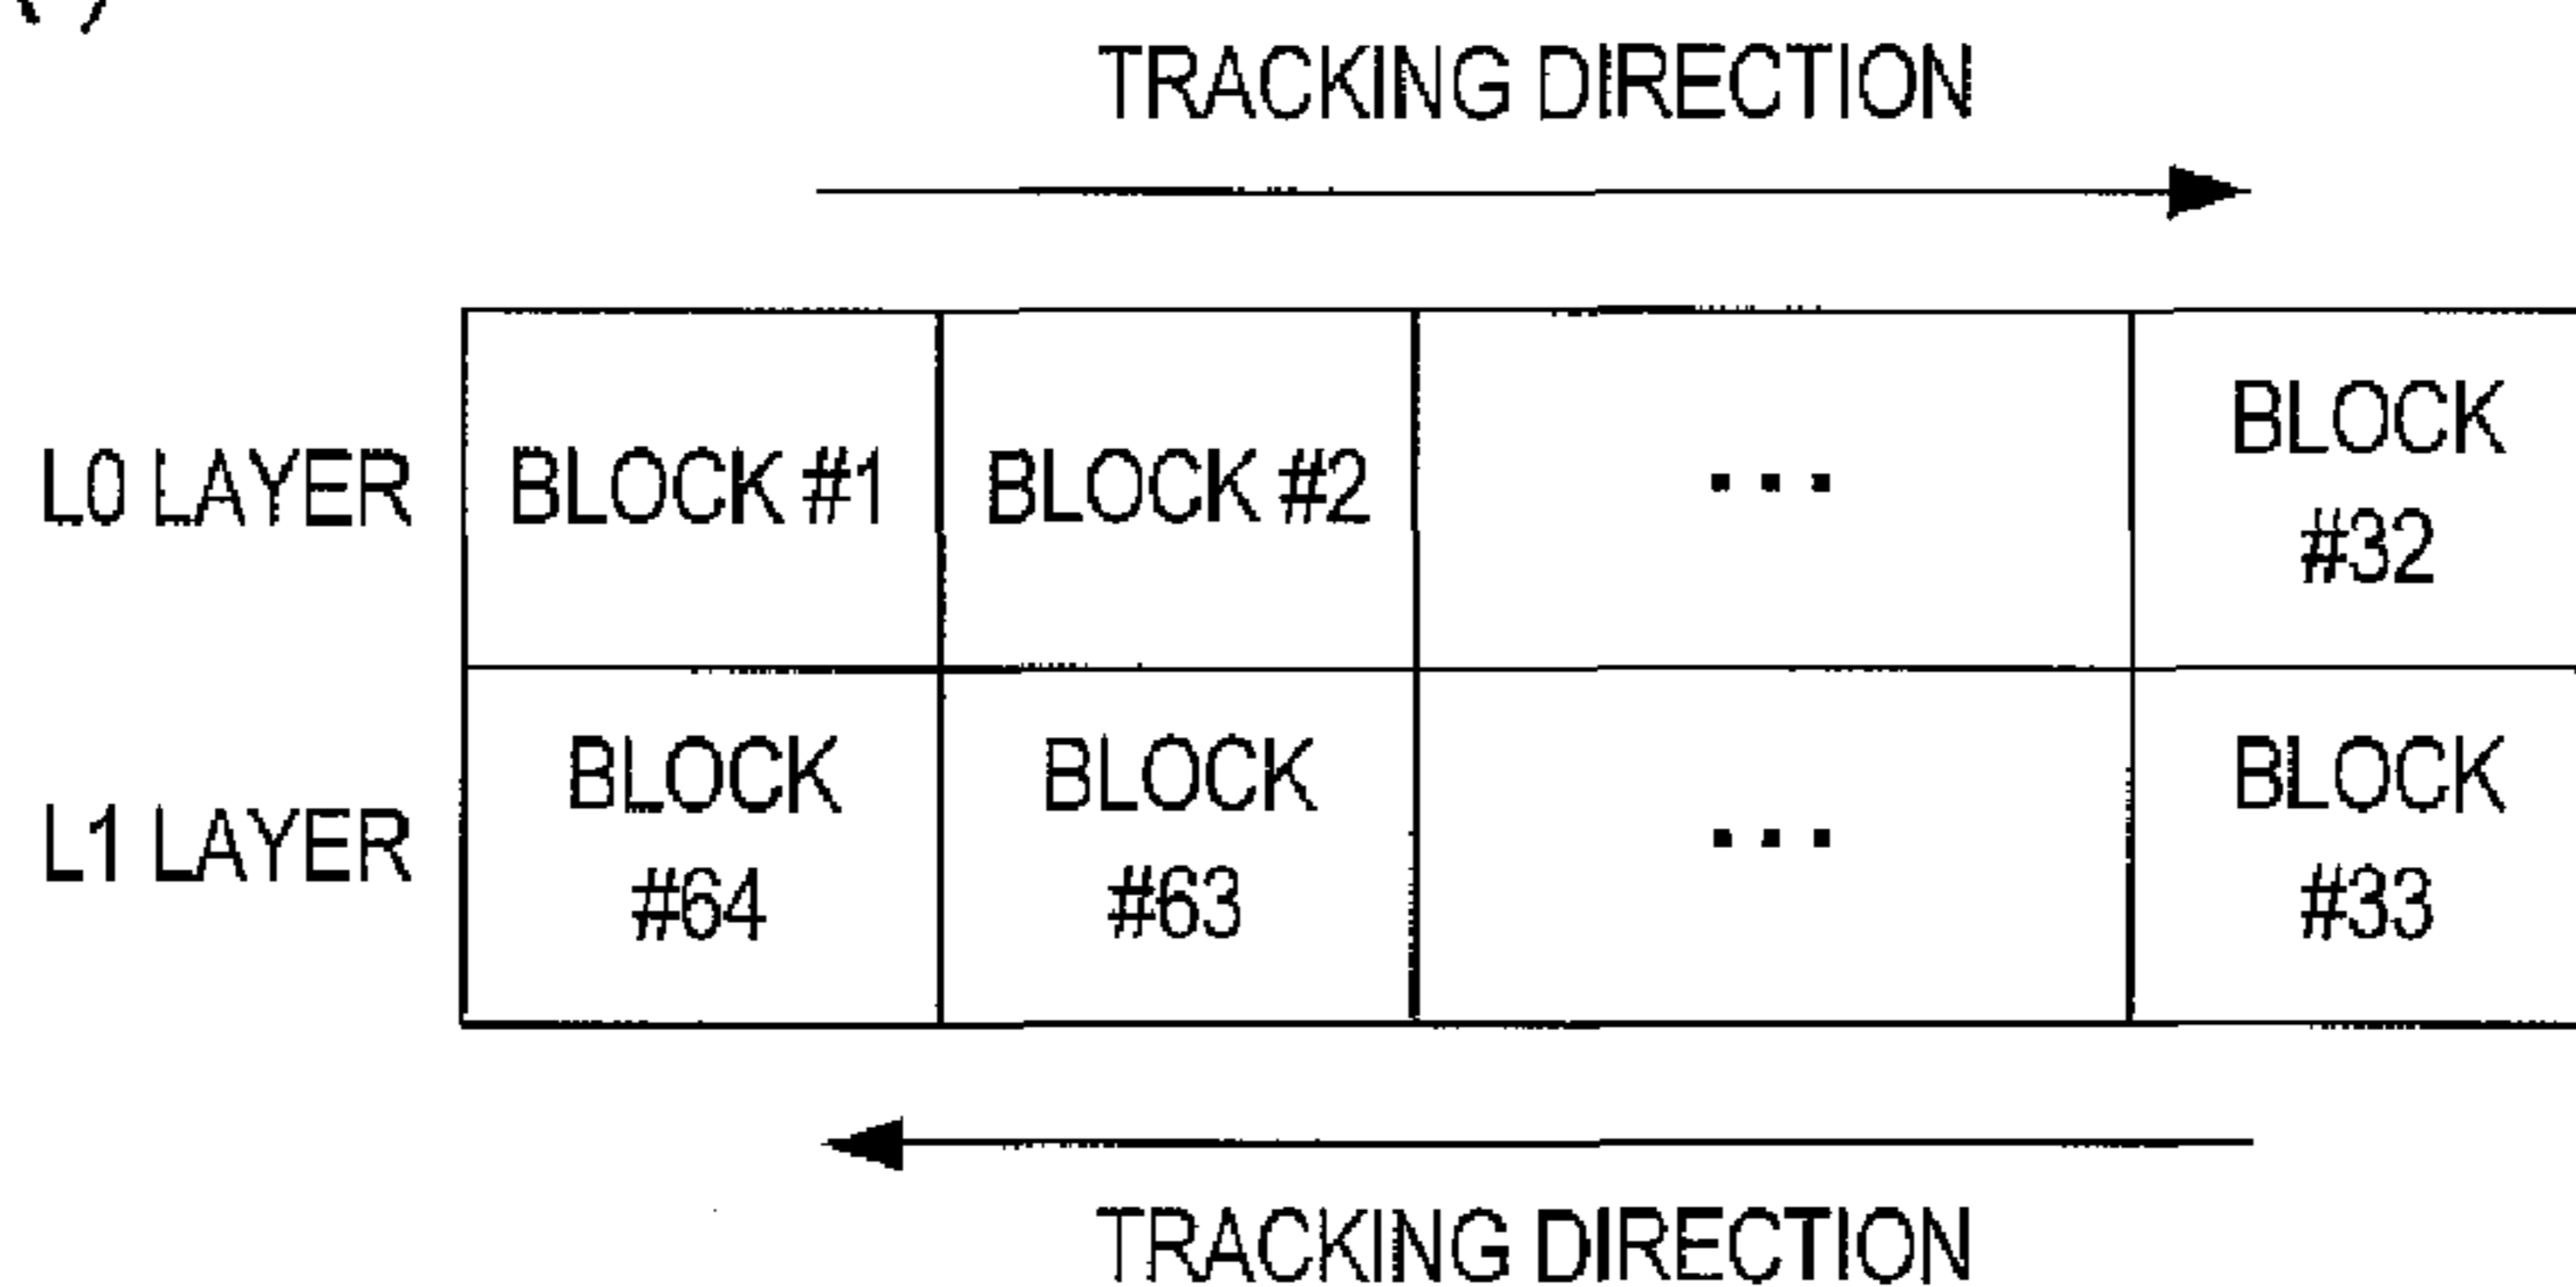 TRACKING DIRECTION
L0 LAYER
BLOCK #1
BLOCK #2
...
BLOCK
#32
L1 LAYER
BLOCK
#64
BLOCK
#63
...
BLOCK
#33
TRACKING DIRECTION